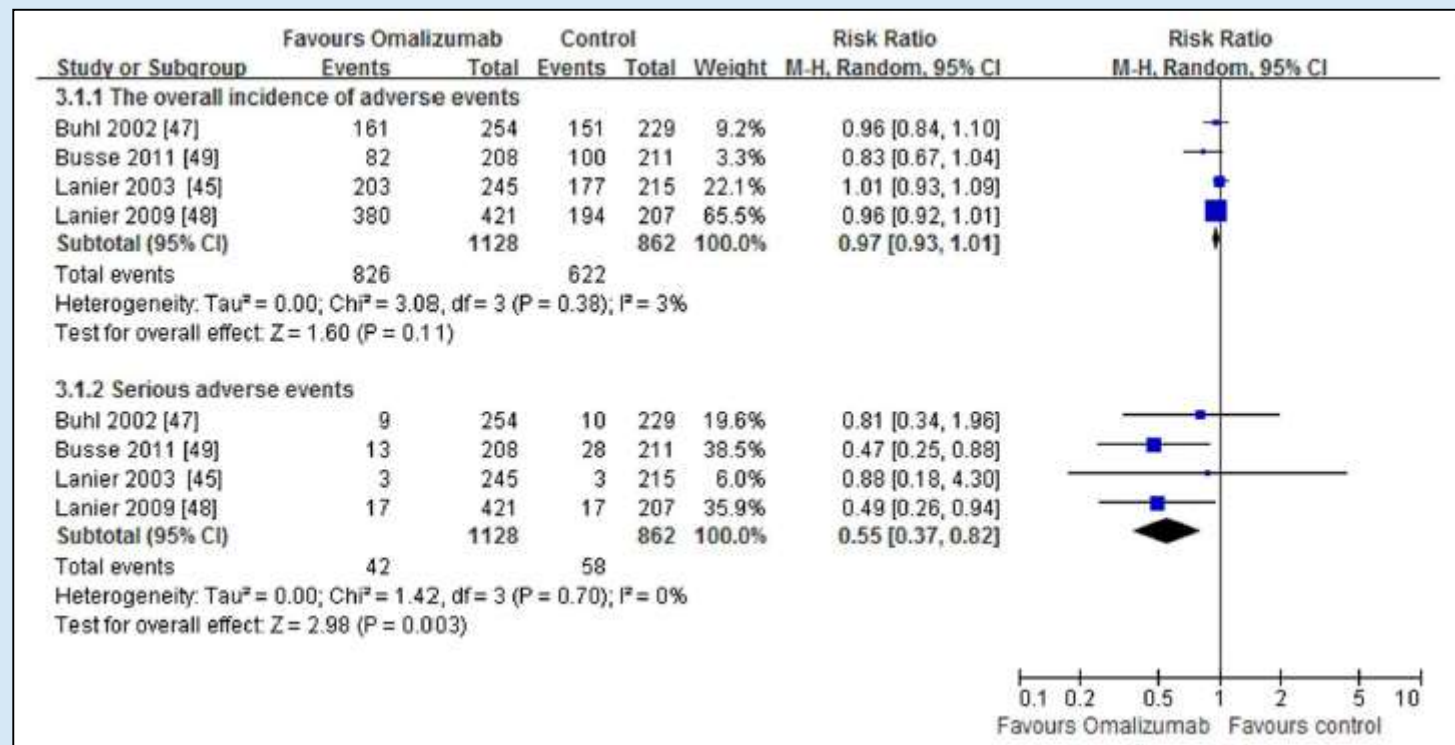 Favours Omalizumab Control Risk Ratio Risk Ratio
Study or Subgroup Events Total Events Total Weight M-H, Random, 95% CI M-H, Random, 95% CI
3.1.1 The overall incidence of adverse events
Buhl 2002 [47] 161 254 151 229 9.2% 0.96 [0.84, 1.10]
Busse 2011 [49] 82 208 100 211 3.3% 0.83 [0.67, 1.04]
Lanier 2003 [45] 203 245 177 215 22.1% 1.01 [0.93, 1.09]
Lanier 2009 [48] 380 421 194 207 65.5% 0.96 [0.92, 1.01]
Subtotal (95% CI) 1128 862 100.0% 0.97 [0.93, 1.01]
Total events 826 622
Heterogeneity: Tau² = 0.00; Chi² = 3.08, df = 3 (P = 0.38); I² = 3%
Test for overall effect: Z = 1.60 (P = 0.11)
3.1.2 Serious adverse events
Buhl 2002 [47] 9 254 10 229 19.6% 0.81 [0.34, 1.96]
Busse 2011 [49] 13 208 28 211 38.5% 0.47 [0.25, 0.88]
Lanier 2003 [45] 3 245 3 215 6.0% 0.88 [0.18, 4.30]
Lanier 2009 [48] 17 421 17 207 35.9% 0.49 [0.26, 0.94]
Subtotal (95% CI) 1128 862 100.0% 0.55 [0.37, 0.82]
Total events 42 58
Heterogeneity: Tau² = 0.00; Chi² = 1.42, df = 3 (P = 0.70); I² = 0%
Test for overall effect: Z = 2.98 (P = 0.003)
0.1 0.2 0.5 1 2 5 10
Favours Omalizumab Favours control